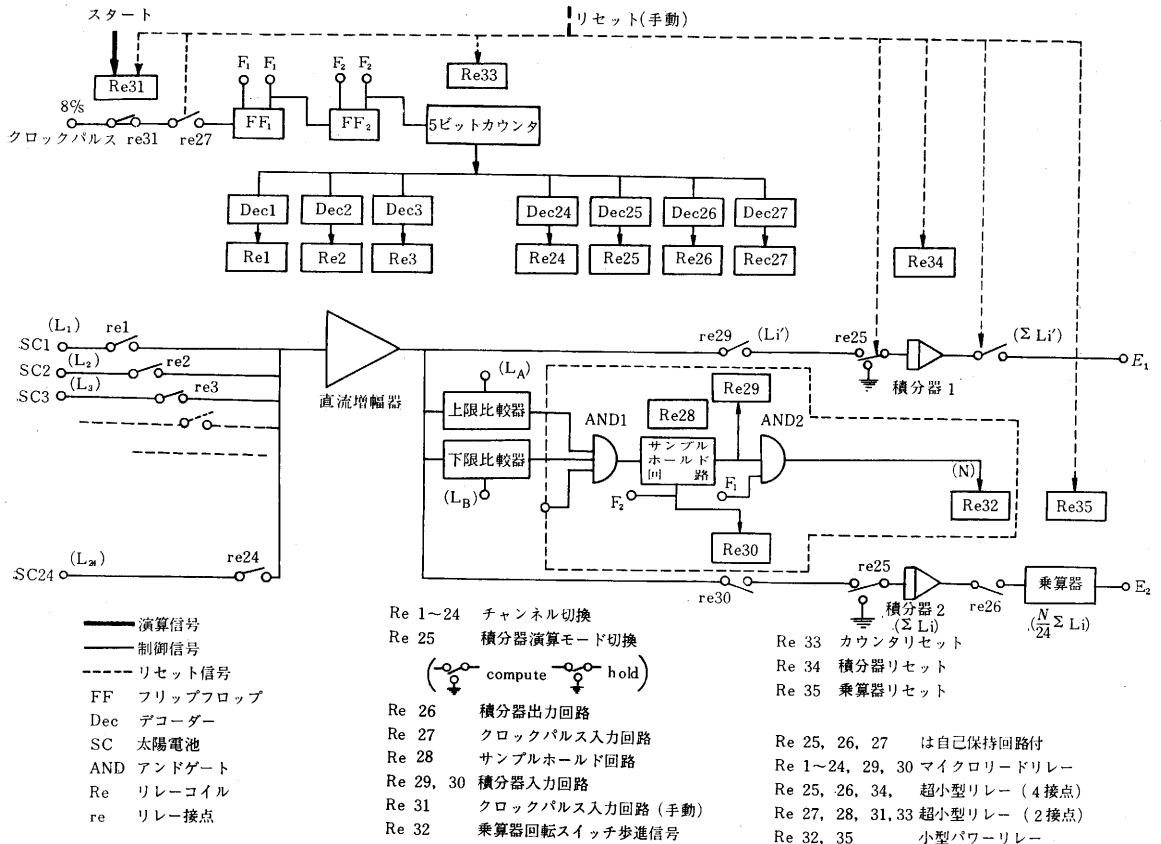 スタート
リセット(手動)
Re31
F₁ F₁ F₂ F₂
Re33
8c/s
クロックパルス re31 re27
FF₁ FF₂ 5ビットカウンタ
Dec1 Dec2 Dec3 Dec24 Dec25 Dec26 Dec27
Re1 Re2 Re3 Re24 Re25 Re26 Rec27
Re34
SC1 (L₁) re1
SC2 (L₂) re2
SC3 (L₃) re3
直流増幅器
re29 (Li') re25
積分器1
(ΣLi')
E₁
(L_A)
上限比較器
下限比較器
(L_B)
AND1
Re28
Re29
サンプル
ホールド
回路
AND2
F₂
F₁
Re30
(N)
Re32
Re35
SC24 (L₂₄) re24
re30
re25
積分器2
(ΣLi)
re26
乗算器
(N/24 ΣLi)
E₂
演算信号
制御信号
リセット信号
FF フリップフロップ
Dec デコーダー
SC 太陽電池
AND アンドゲート
Re リレーコイル
re リレー接点
Re 1~24 チャンネル切換
Re 25 積分器演算モード切換
( compute hold)
Re 26 積分器出力回路
Re 27 クロックパルス入力回路
Re 28 サンプルホールド回路
Re 29, 30 積分器入力回路
Re 31 クロックパルス入力回路(手動)
Re 32 乗算器回転スイッチ歩進信号
Re 33 カウンタリセット
Re 34 積分器リセット
Re 35 乗算器リセット
Re 25, 26, 27 は自己保持回路付
Re 1~24, 29, 30 マイクロリードリレー
Re 25, 26, 34, 超小型リレー(4接点)
Re 27, 28, 31, 33 超小型リレー(2接点)
Re 32, 35 小型パワーリレー